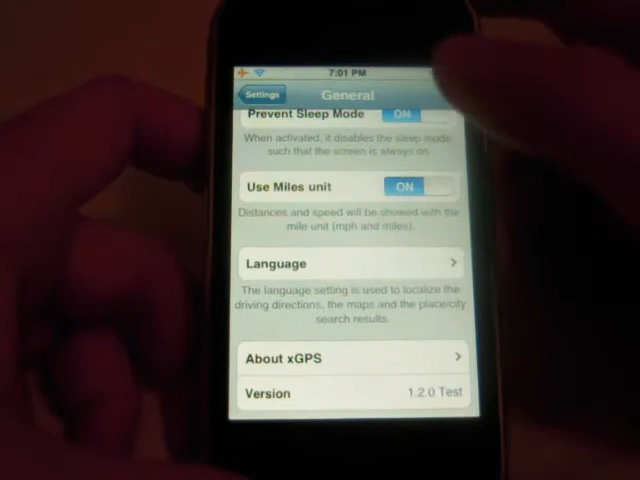 7:01 PM
Settings
General
Prevent Sleep Mode ON
When activated, it disables the sleep mode
such that the screen is always on.
Use Miles unit ON
Distances and speed will be showed with the
mile unit (mph and miles).
Language
The language setting is used to localize the
driving directions, the maps and the place/city
search results.
About xGPS
Version 1.2.0 Test